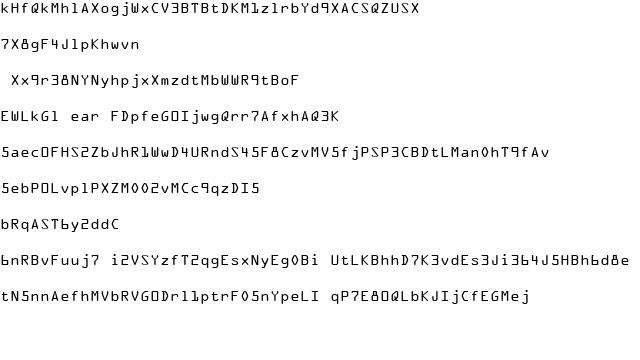 kHfQkMhlAXogjWxCV3BTBtDKM1zlrbYd9XACSQZUSX
7X8gF4JlpKhwvn
Xx9r38NYNyhpjxXmzdtMbWWR9tBoF
EWLkGl ear FDpfeGOIjwgQrr7AfxhAQ3K
5aecOFHS2ZbJhR1WwD4URndS45F8CzvMV5fjPSP3CBDtLMan0hT9fAv
5ebPOLvplPXZM002vMCc9qzDI5
bRqAST6y2ddC
6nRBvFuuj7 i2VSYzfT2qgEsxNyEg0Bi UtLKBhhD7K3vdEs3Ji364J5HBh6d8e
tN5nnAefhMVbRVGODrl1ptrF05nYpeLI qP7E8OQLbKJIjCfEGMej